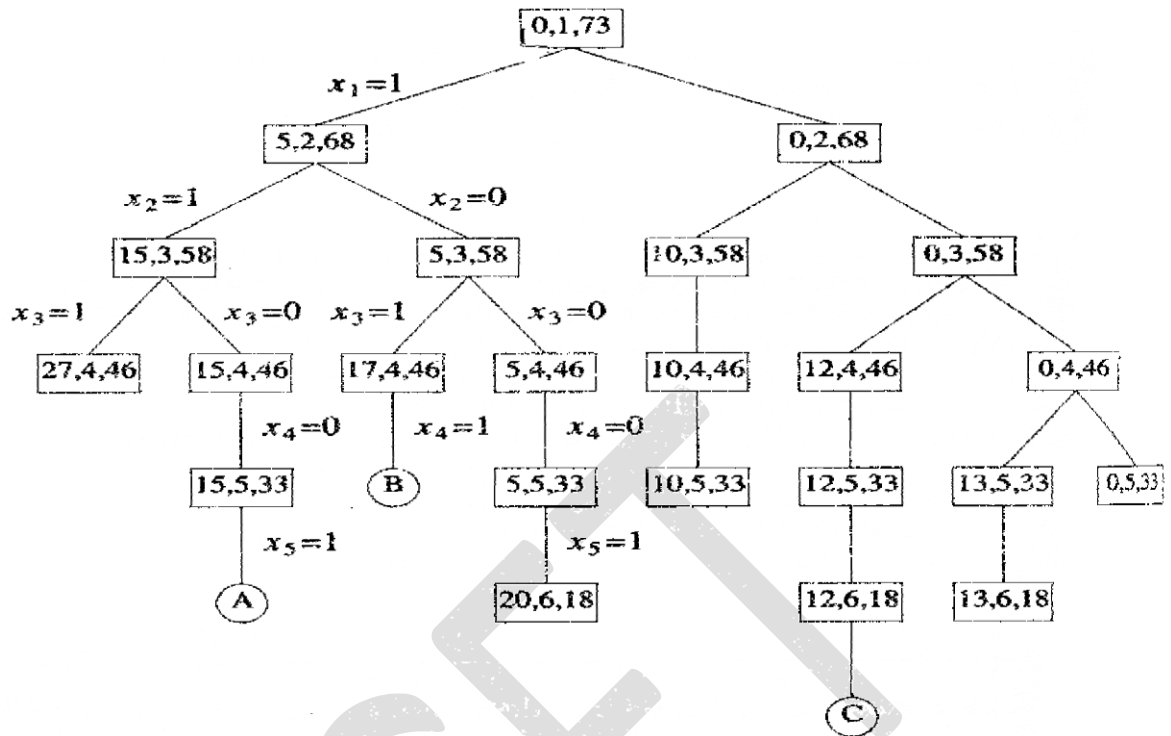 0,1,73
x₁=1
5,2,68 0,2,68
x₂=1 x₂=0
15,3,58 5,3,58 10,3,58 0,3,58
x₃=1 x₃=0 x₃=1 x₃=0
27,4,46 15,4,46 17,4,46 5,4,46 10,4,46 12,4,46 0,4,46
x₄=0 x₄=1 x₄=0
15,5,33 B 5,5,33 10,5,33 12,5,33 13,5,33 0,5,33
x₅=1 x₅=1
A 20,6,18 12,6,18 13,6,18
C